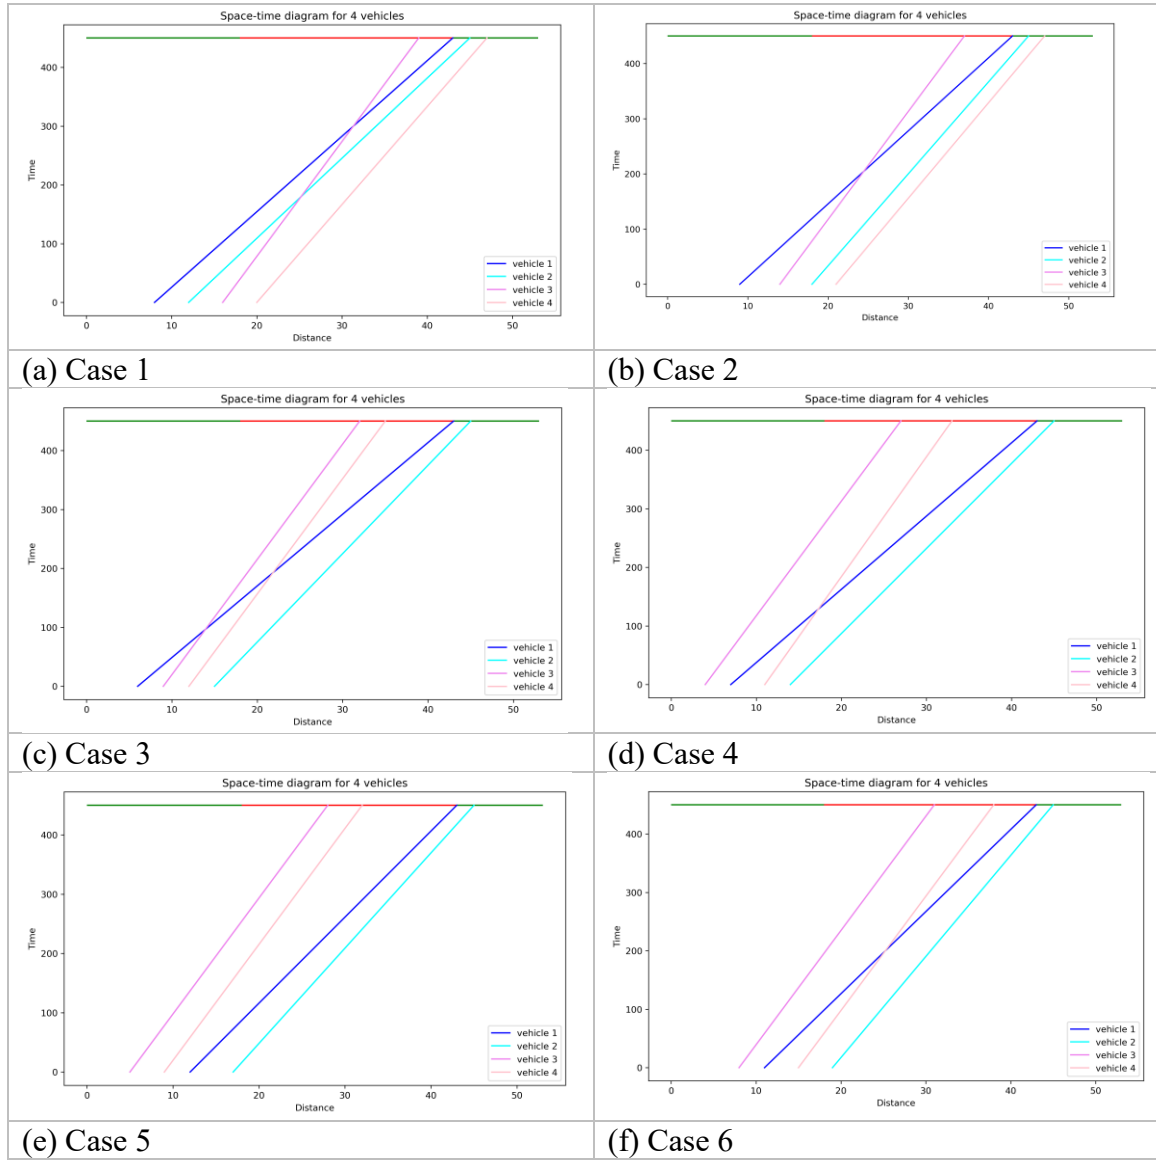 Space-time diagram for 4 vehicles
400
300
200
100
0
Time
0 10 20 30 40 50
Distance
vehicle 1
vehicle 2
vehicle 3
vehicle 4
(a) Case 1
Space-time diagram for 4 vehicles
400
300
200
100
0
Time
0 10 20 30 40 50
Distance
vehicle 1
vehicle 2
vehicle 3
vehicle 4
(b) Case 2
Space-time diagram for 4 vehicles
400
300
200
100
0
Time
0 10 20 30 40 50
Distance
vehicle 1
vehicle 2
vehicle 3
vehicle 4
(c) Case 3
Space-time diagram for 4 vehicles
400
300
200
100
0
Time
0 10 20 30 40 50
Distance
vehicle 1
vehicle 2
vehicle 3
vehicle 4
(d) Case 4
Space-time diagram for 4 vehicles
400
300
200
100
0
Time
0 10 20 30 40 50
Distance
vehicle 1
vehicle 2
vehicle 3
vehicle 4
(e) Case 5
Space-time diagram for 4 vehicles
400
300
200
100
0
Time
0 10 20 30 40 50
Distance
vehicle 1
vehicle 2
vehicle 3
vehicle 4
(f) Case 6